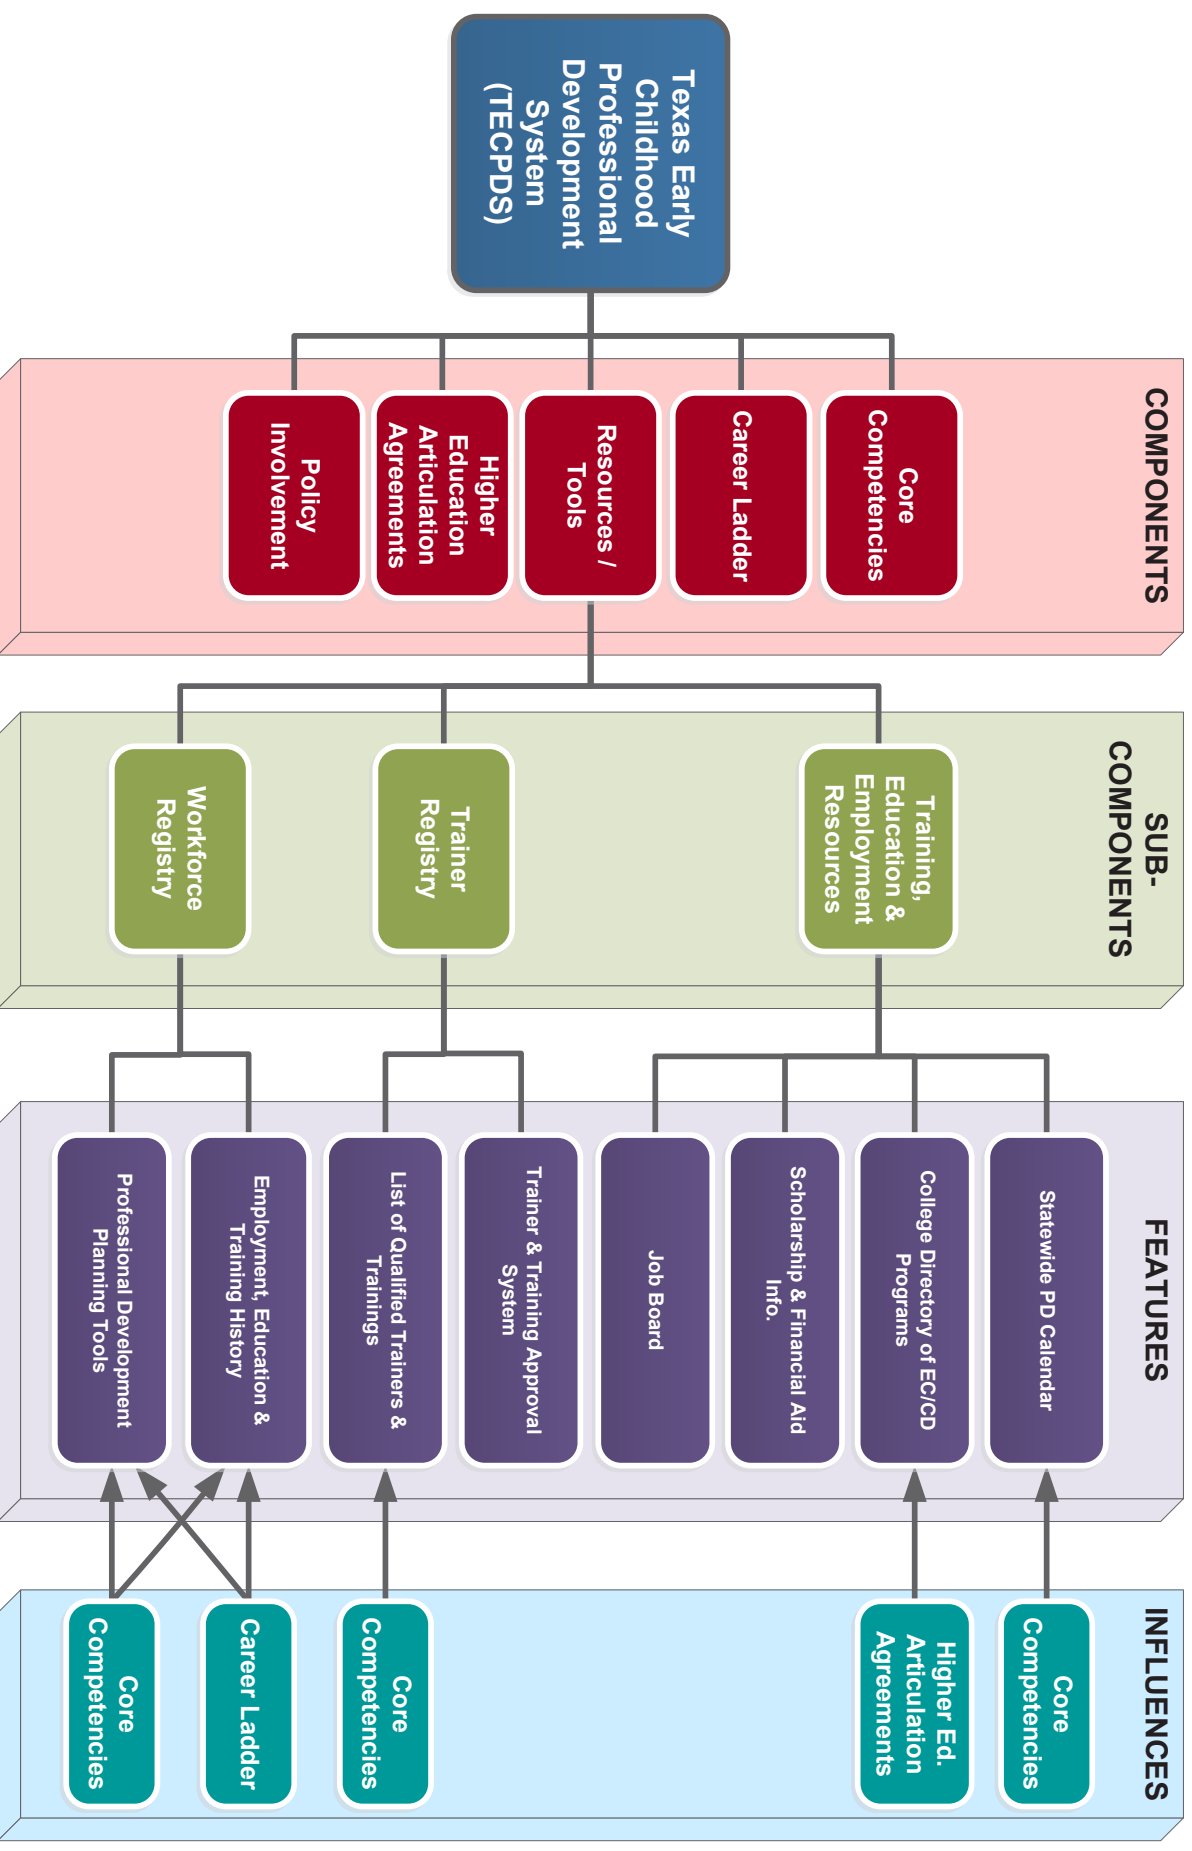 Texas Early
Childhood
Professional
Development
System
(TECPDS)
COMPONENTS
Core
Competencies
Career Ladder
Resources /
Tools
Higher
Education
Articulation
Agreements
Policy
Involvement
SUB-
COMPONENTS
Training,
Education &
Employment
Resources
Trainer
Registry
Workforce
Registry
FEATURES
Statewide PD Calendar
College Directory of EC/CD
Programs
Scholarship & Financial Aid
Info.
Job Board
Trainer & Training Approval
System
List of Qualified Trainers &
Trainings
Employment, Education &
Training History
Professional Development
Planning Tools
INFLUENCES
Core
Competencies
Higher Ed.
Articulation
Agreements
Core
Competencies
Career Ladder
Core
Competencies